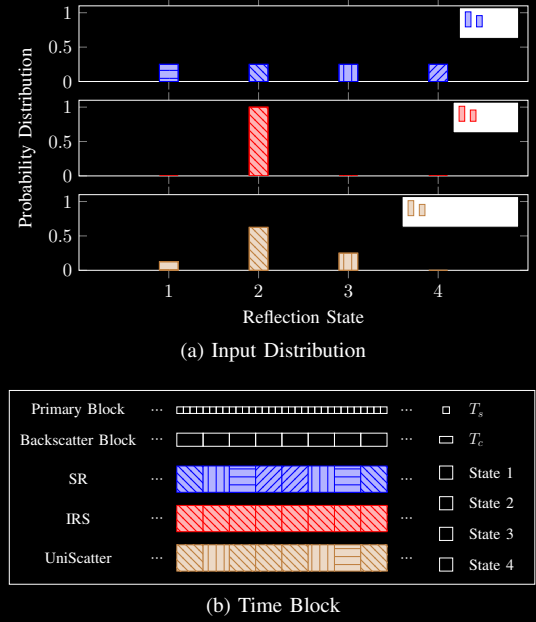 1
0.5
0
1
0.5
0
1
0.5
0
Probability Distribution
1 2 3 4
Reflection State
(a) Input Distribution
Primary Block ... ... T_s
Backscatter Block ... ... T_c
SR ... ... State 1
State 2
IRS ... ... State 3
UniScatter ... ... State 4
(b) Time Block